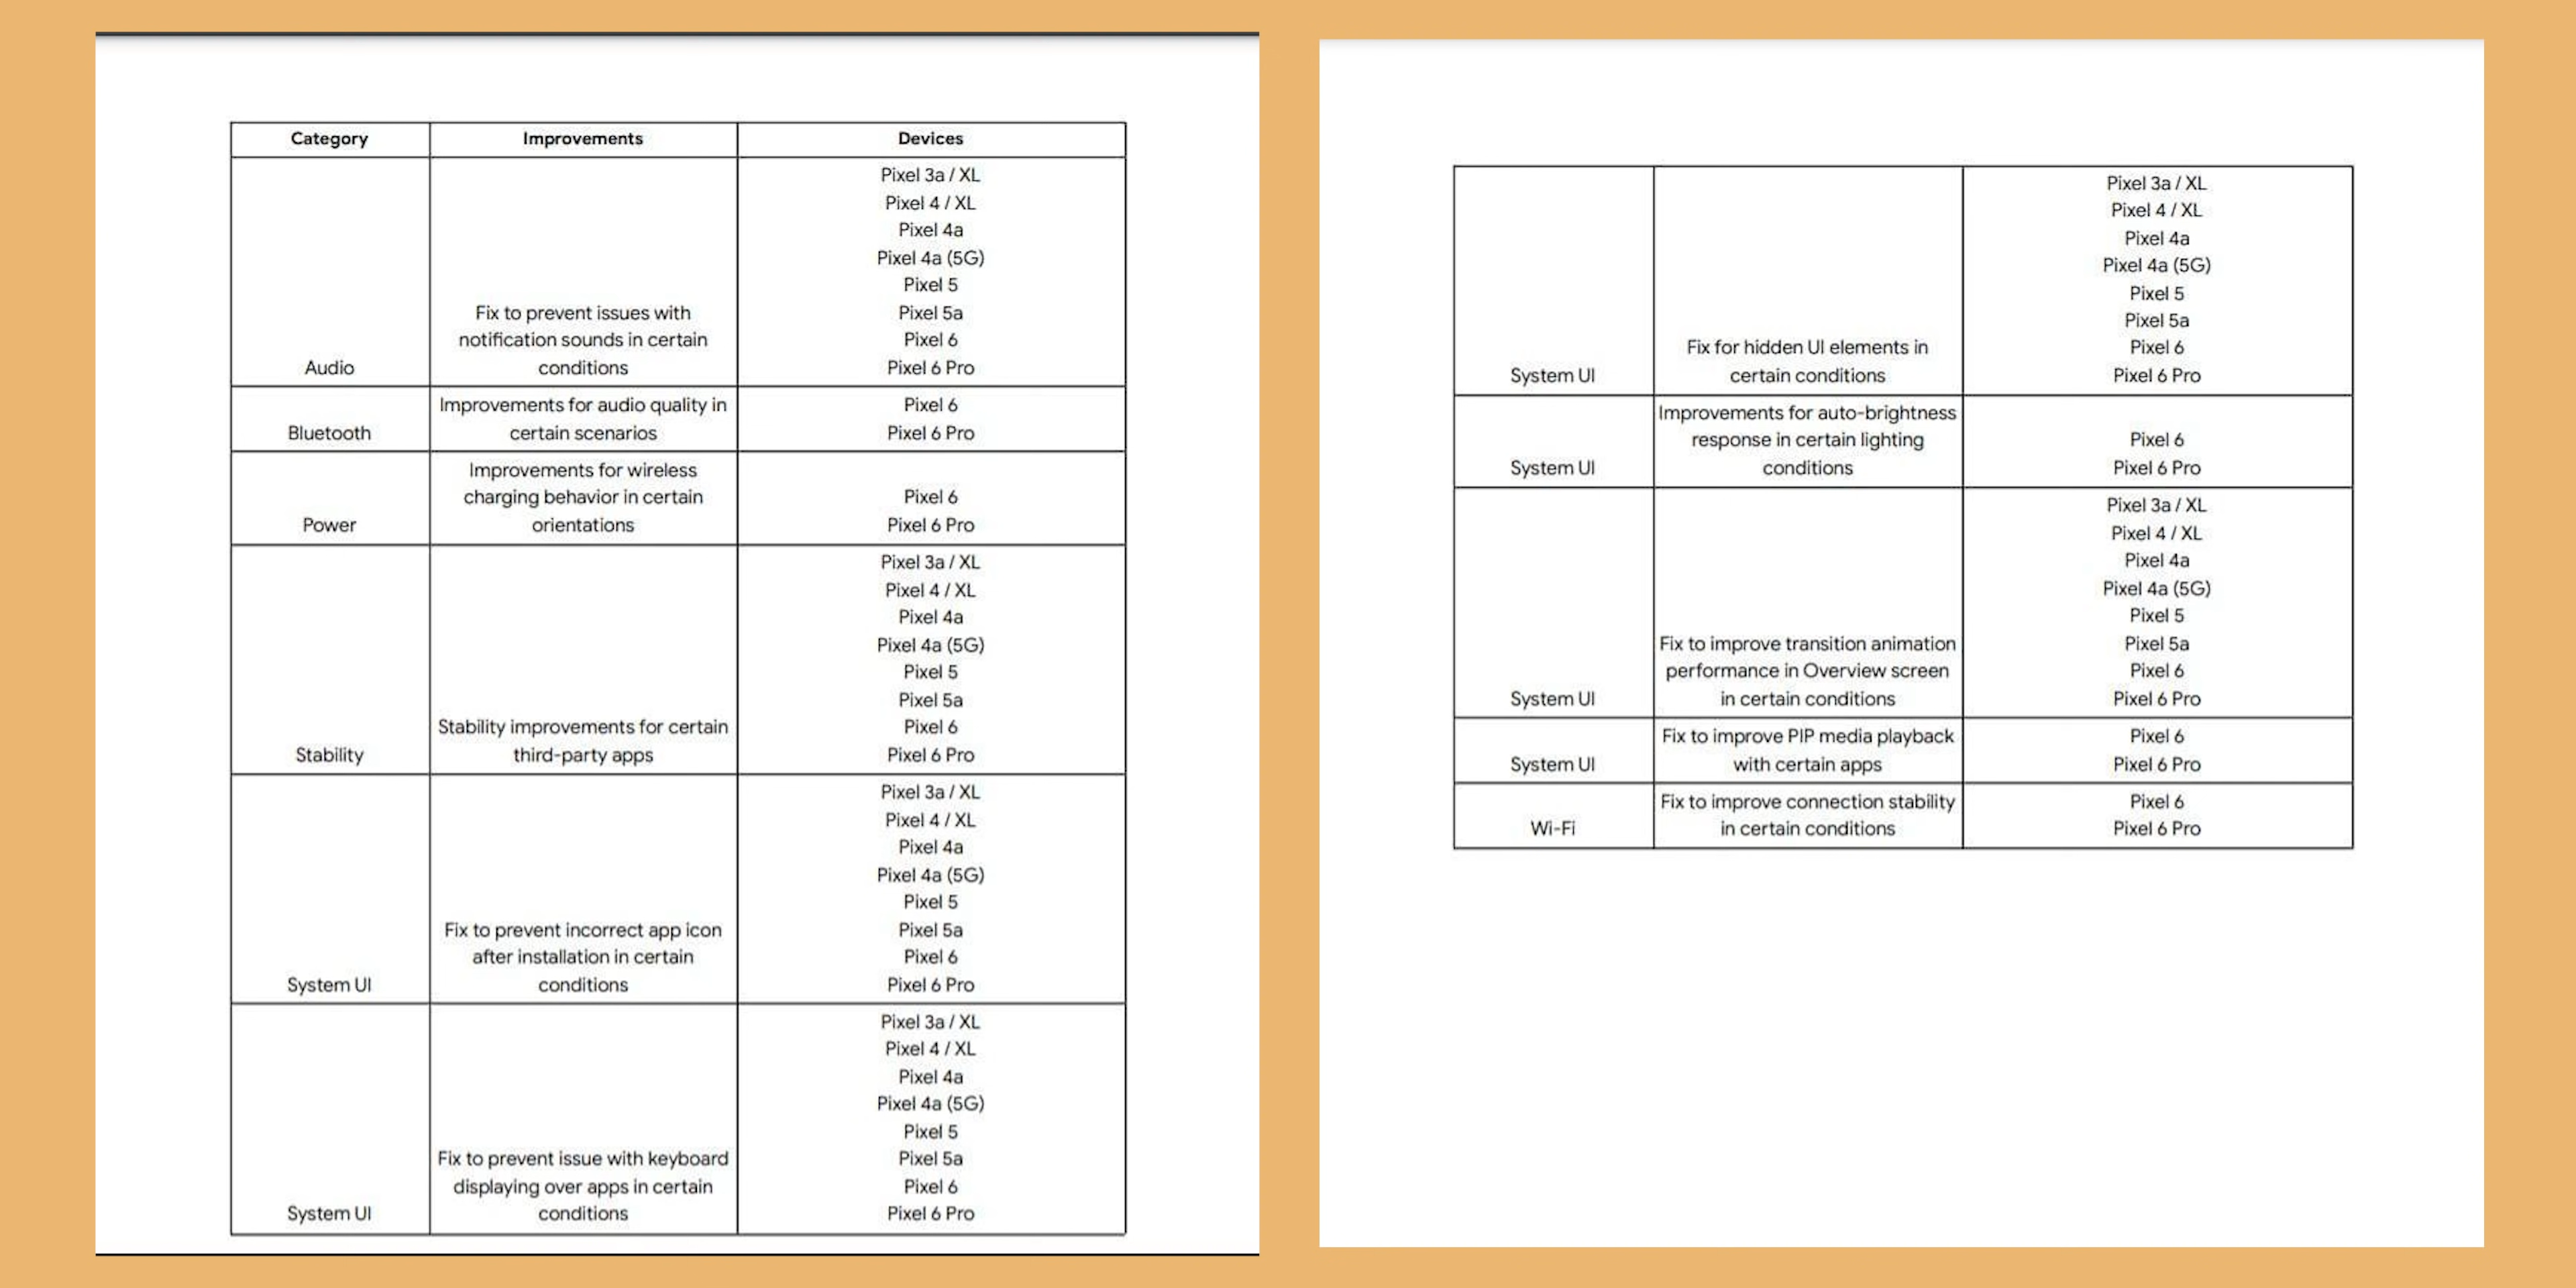 Category Improvements Devices
Pixel 3a / XL
Pixel 4 / XL
Pixel 4a
Pixel 4a (5G)
Pixel 5
Fix to prevent issues with Pixel 5a
notification sounds in certain Pixel 6
Audio conditions Pixel 6 Pro
Improvements for audio quality in Pixel 6
Bluetooth certain scenarios Pixel 6 Pro
Improvements for wireless
charging behavior in certain Pixel 6
Power orientations Pixel 6 Pro
Pixel 3a / XL
Pixel 4 / XL
Pixel 4a
Pixel 4a (5G)
Pixel 5
Pixel 5a
Stability improvements for certain Pixel 6
Stability third-party apps Pixel 6 Pro
Pixel 3a / XL
Pixel 4 / XL
Pixel 4a
Pixel 4a (5G)
Pixel 5
Fix to prevent incorrect app icon Pixel 5a
after installation in certain Pixel 6
System UI conditions Pixel 6 Pro
Pixel 3a / XL
Pixel 4 / XL
Pixel 4a
Pixel 4a (5G)
Pixel 5
Fix to prevent issue with keyboard Pixel 5a
displaying over apps in certain Pixel 6
System UI conditions Pixel 6 Pro
Pixel 3a / XL
Pixel 4 / XL
Pixel 4a
Pixel 4a (5G)
Pixel 5
Pixel 5a
Fix for hidden UI elements in Pixel 6
System UI certain conditions Pixel 6 Pro
Improvements for auto-brightness
response in certain lighting Pixel 6
System UI conditions Pixel 6 Pro
Pixel 3a / XL
Pixel 4 / XL
Pixel 4a
Pixel 4a (5G)
Pixel 5
Fix to improve transition animation Pixel 5a
performance in Overview screen Pixel 6
System UI in certain conditions Pixel 6 Pro
Fix to improve PIP media playback Pixel 6
System UI with certain apps Pixel 6 Pro
Fix to improve connection stability Pixel 6
Wi-Fi in certain conditions Pixel 6 Pro